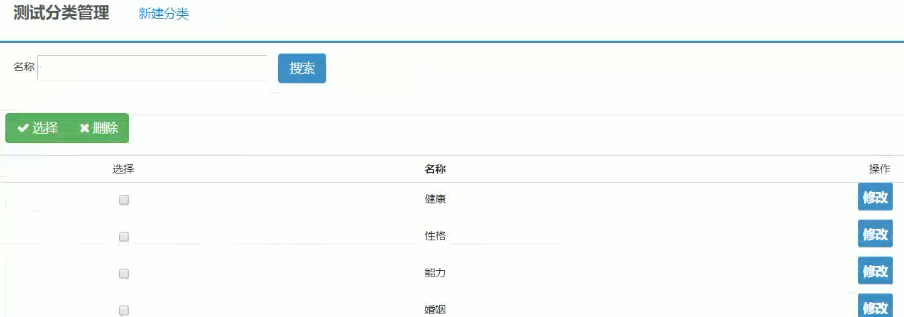 测试分类管理 新建分类
名称 搜索
选择 删除
选择 名称 操作
健康 修改
性格 修改
能力 修改
婚姻 修改